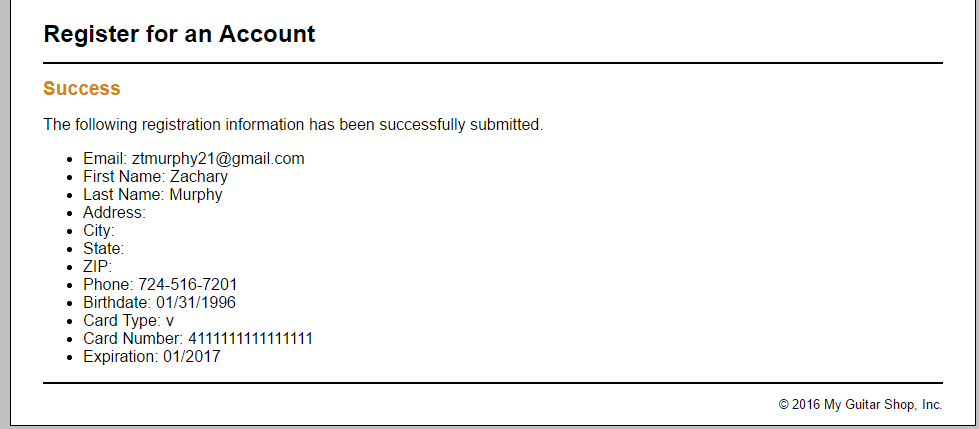 Register for an Account
Success
The following registration information has been successfully submitted.
Email: ztmurphy21@gmail.com
First Name: Zachary
Last Name: Murphy
Address:
City:
State:
ZIP:
Phone: 724-516-7201
Birthdate: 01/31/1996
Card Type: v
Card Number: 4111111111111111
Expiration: 01/2017
© 2016 My Guitar Shop, Inc.